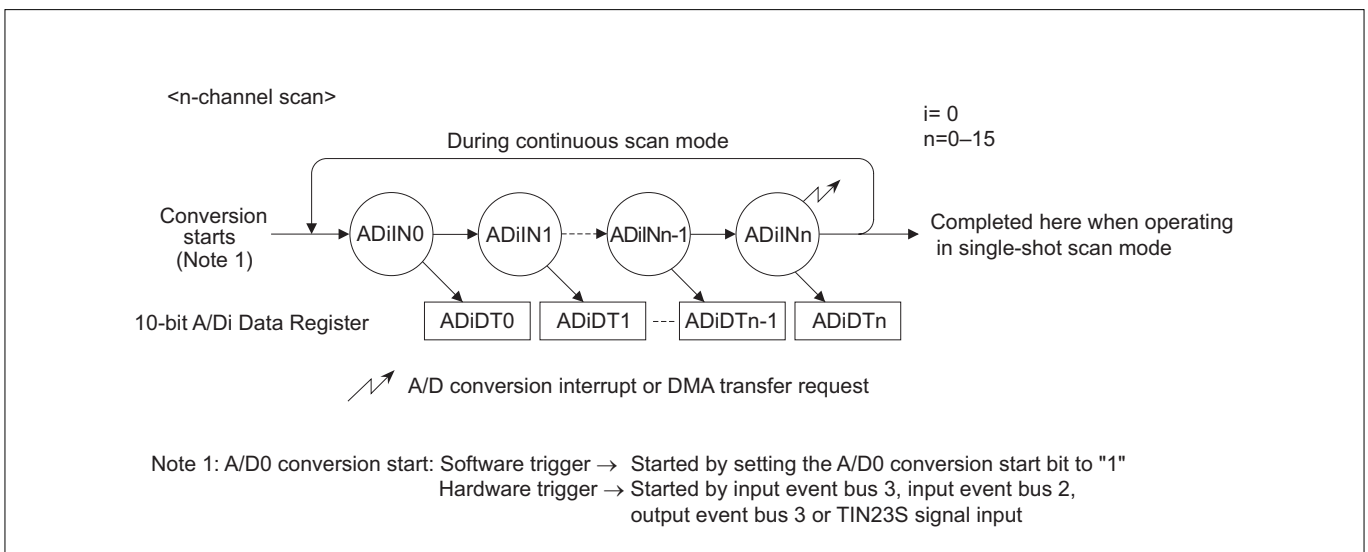 <n-channel scan>
i= 0
n=0–15
During continuous scan mode
Conversion
starts
(Note 1)
ADiIN0
ADiIN1
ADiINn-1
ADiINn
Completed here when operating
in single-shot scan mode
10-bit A/Di Data Register
ADiDT0
ADiDT1
ADiDTn-1
ADiDTn
A/D conversion interrupt or DMA transfer request
Note 1: A/D0 conversion start: Software trigger → Started by setting the A/D0 conversion start bit to "1"
Hardware trigger → Started by input event bus 3, input event bus 2,
output event bus 3 or TIN23S signal input